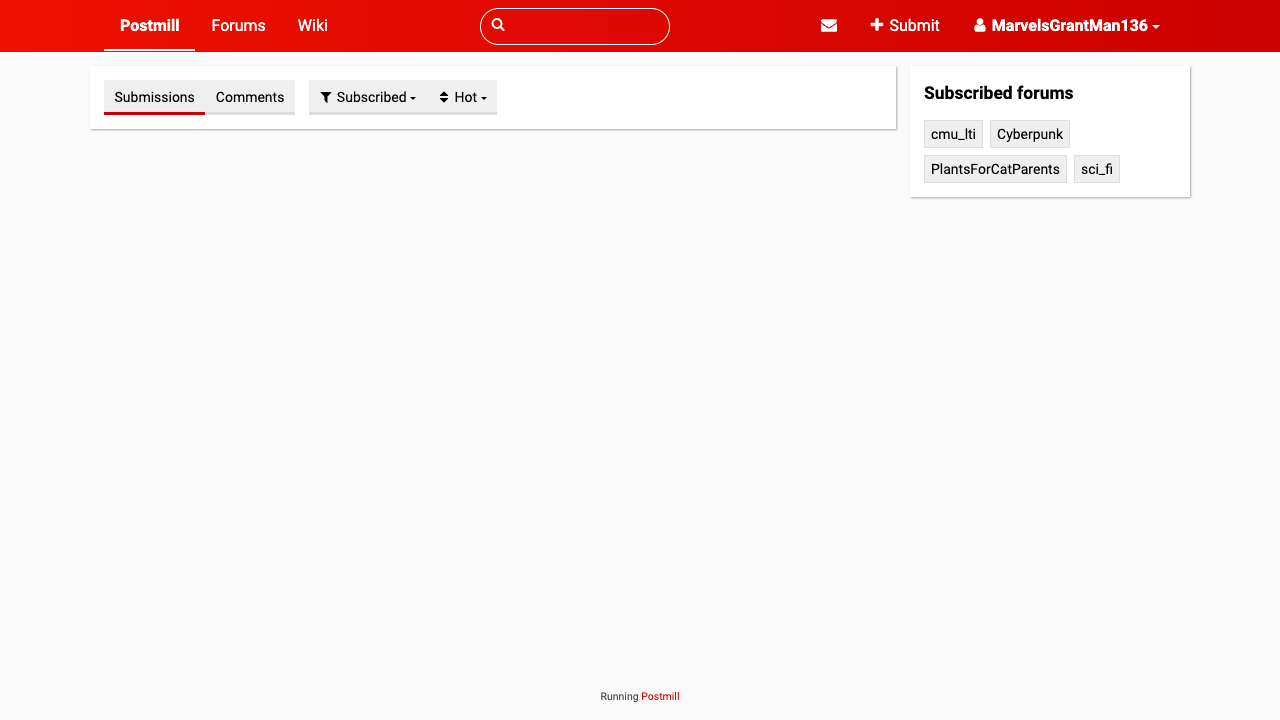 Postmill Forums Wiki Submit MarvelsGrantMan136
Submissions Comments Subscribed Hot
Subscribed forums
cmu_lti Cyberpunk
PlantsForCatParents sci_fi
Running Postmill